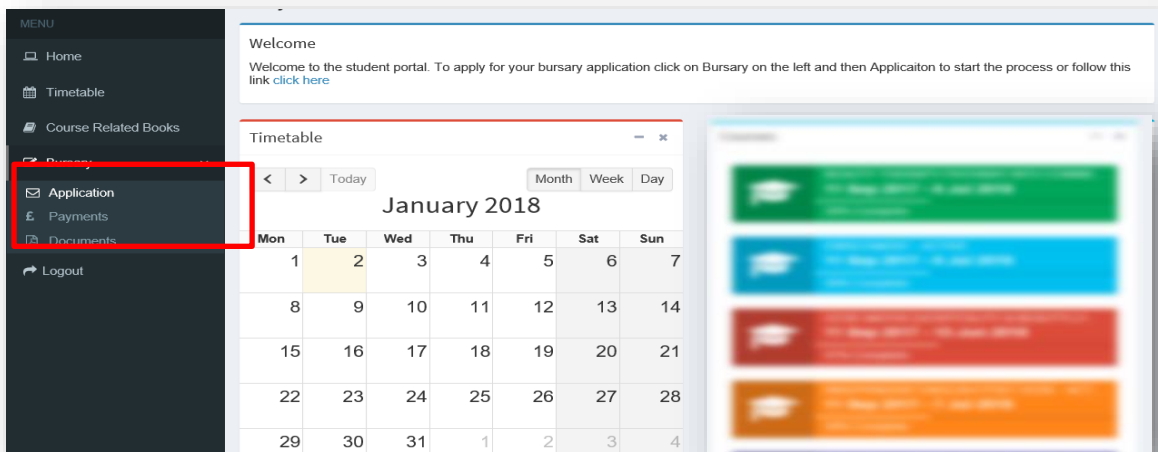 MENU
Home
Timetable
Course Related Books
Bursary
Application
£ Payments
Documents
Logout
Welcome
Welcome to the student portal. To apply for your bursary application click on Bursary on the left and then Applicaiton to start the process or follow this
link click here
Timetable
Today
Month Week Day
January 2018
Mon Tue Wed Thu Fri Sat Sun
1 2 3 4 5 6 7
8 9 10 11 12 13 14
15 16 17 18 19 20 21
22 23 24 25 26 27 28
29 30 31 1 2 3 4